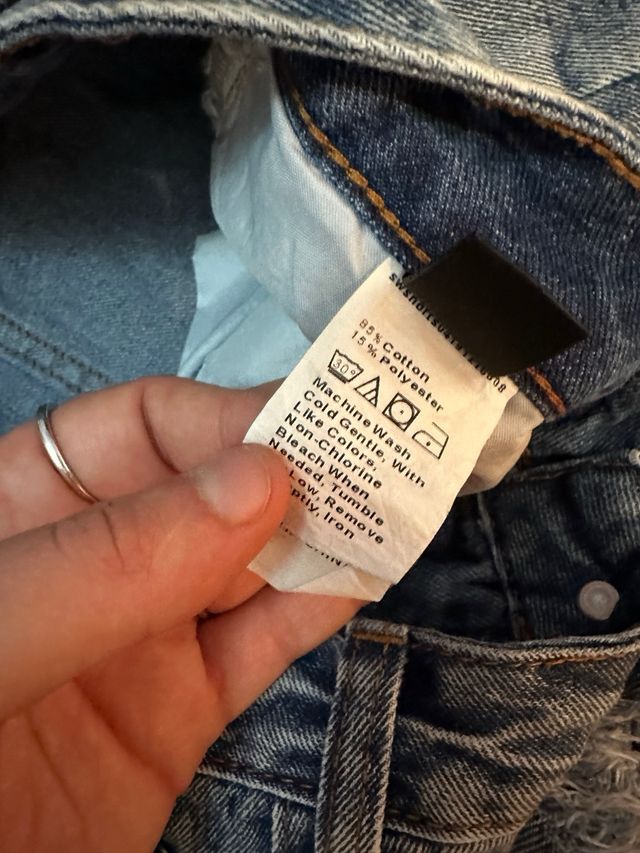 85% Cotton
15% Polyester
30°
Machine Wash
Cold Gentle, With
Like Colors,
Non-Chlorine
Bleach When
Needed, Tumble
Low, Remove
Iron